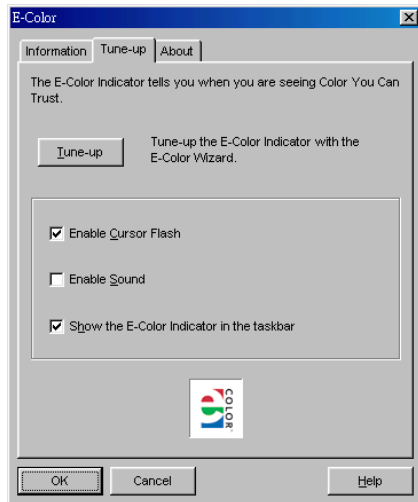 E-Color
Information
Tune-up
About
The E-Color Indicator tells you when you are seeing Color You Can
Trust.
Tune-up
Tune-up the E-Color Indicator with the
E-Color Wizard.
Enable Cursor Flash
Enable Sound
Show the E-Color Indicator in the taskbar
COLOR
OK
Cancel
Help